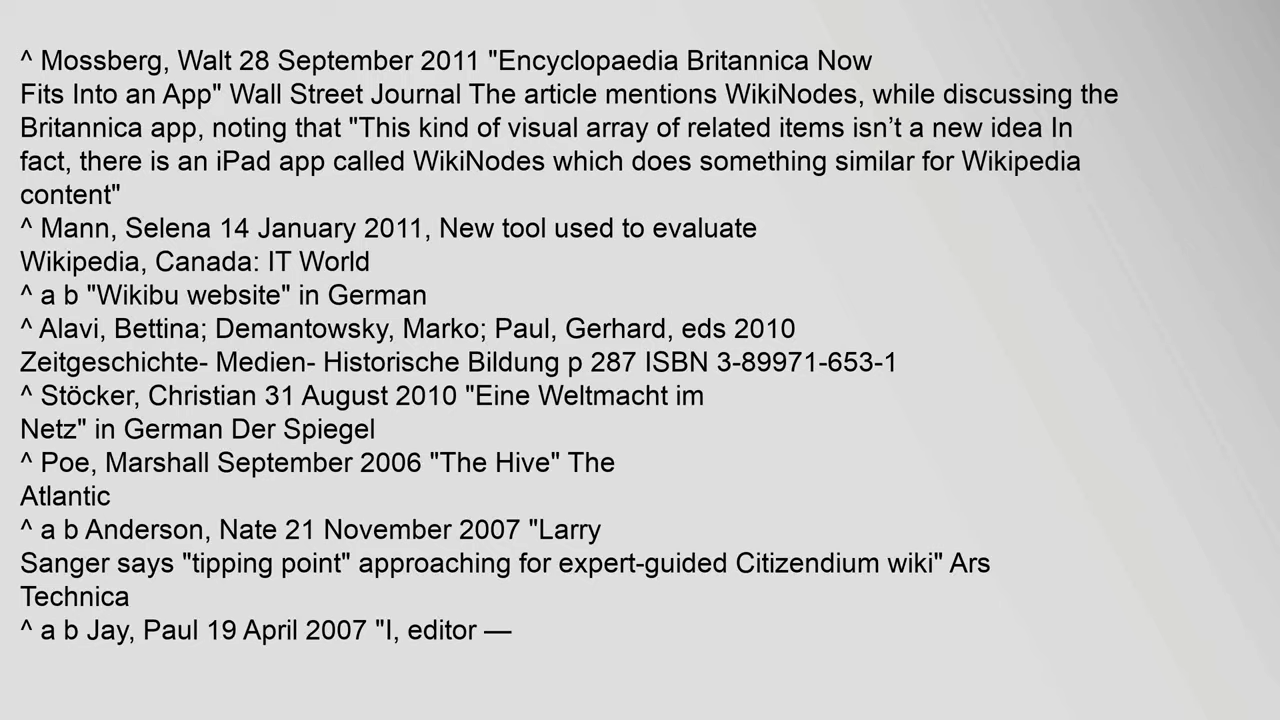 ^ Mossberg, Walt 28 September 2011 "Encyclopaedia Britannica Now
Fits Into an App" Wall Street Journal The article mentions WikiNodes, while discussing the
Britannica app, noting that "This kind of visual array of related items isn’t a new idea In
fact, there is an iPad app called WikiNodes which does something similar for Wikipedia
content"
^ Mann, Selena 14 January 2011, New tool used to evaluate
Wikipedia, Canada: IT World
^ a b "Wikibu website" in German
^ Alavi, Bettina; Demantowsky, Marko; Paul, Gerhard, eds 2010
Zeitgeschichte- Medien- Historische Bildung p 287 ISBN 3-89971-653-1
^ Stöcker, Christian 31 August 2010 "Eine Weltmacht im
Netz" in German Der Spiegel
^ Poe, Marshall September 2006 "The Hive" The
Atlantic
^ a b Anderson, Nate 21 November 2007 "Larry
Sanger says "tipping point" approaching for expert-guided Citizendium wiki" Ars
Technica
^ a b Jay, Paul 19 April 2007 "I, editor —